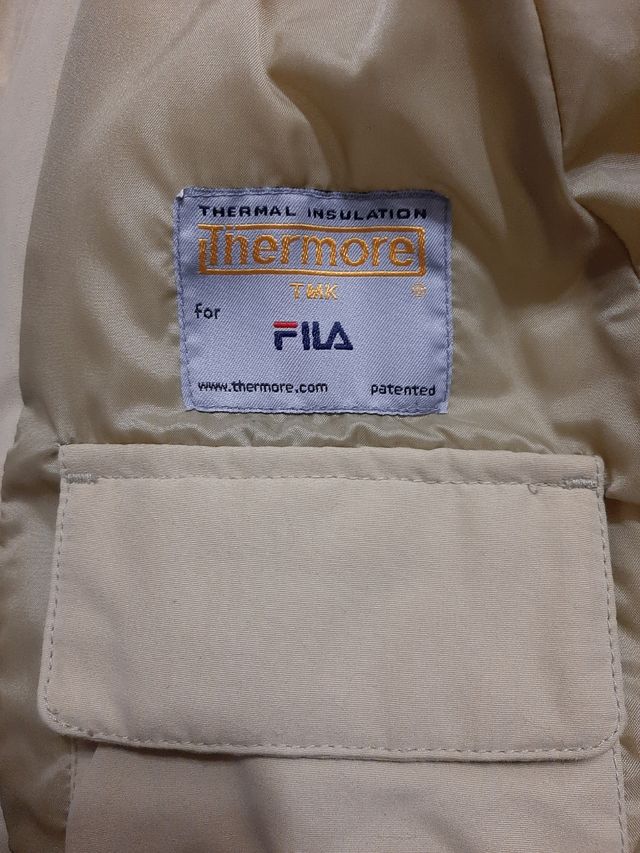 THERMAL INSULATION
Thermore
TMK ®
for
FILA
www.thermore.com patented